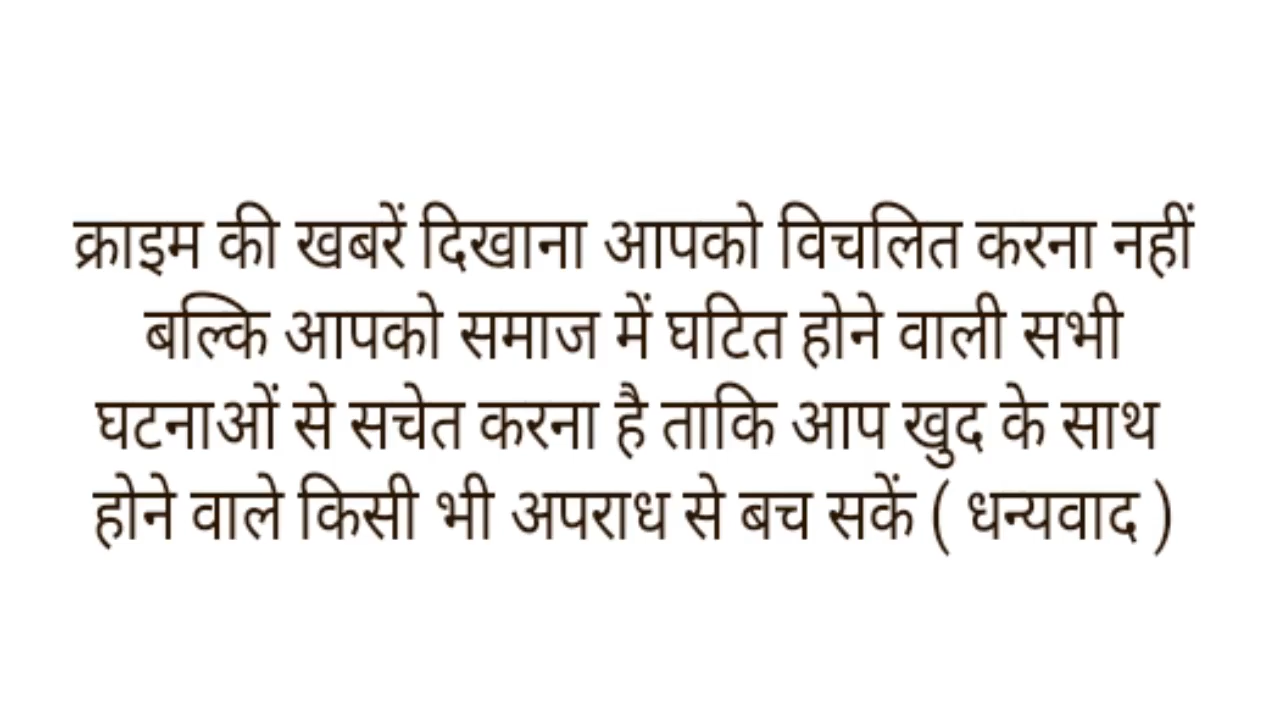 क्राइम की खबरें दिखाना आपको विचलित करना नहीं
बल्कि आपको समाज में घटित होने वाली सभी
घटनाओं से सचेत करना है ताकि आप खुद के साथ
होने वाले किसी भी अपराध से बच सकें ( धन्यवाद )